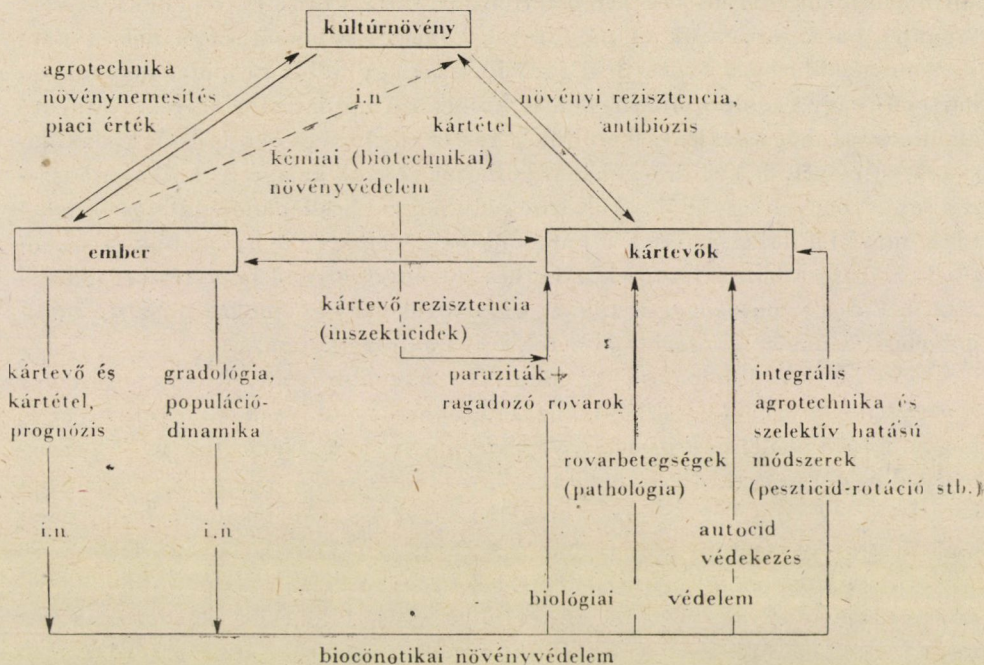 kúltúrnövény
agrotechnika
növénynemesítés
piaci érték
i.n
növényi rezisztencia,
antibiózis
kártétel
kémiai (biotechnikai)
növényvédelem
ember
kártevők
kártevő rezisztencia
(inszekticidek)
kártevő és
kártétel,
prognózis
gradológia,
populáció-
dinamika
paraziták +
ragadozó rovarok
integrális
agrotechnika és
szelektív hatású
módszerek
(peszticid-rotáció stb.)
rovarbetegségek
(pathológia)
i.n
i.n
autocid
védekezés
biológiai védelem
biocönotikai növényvédelem